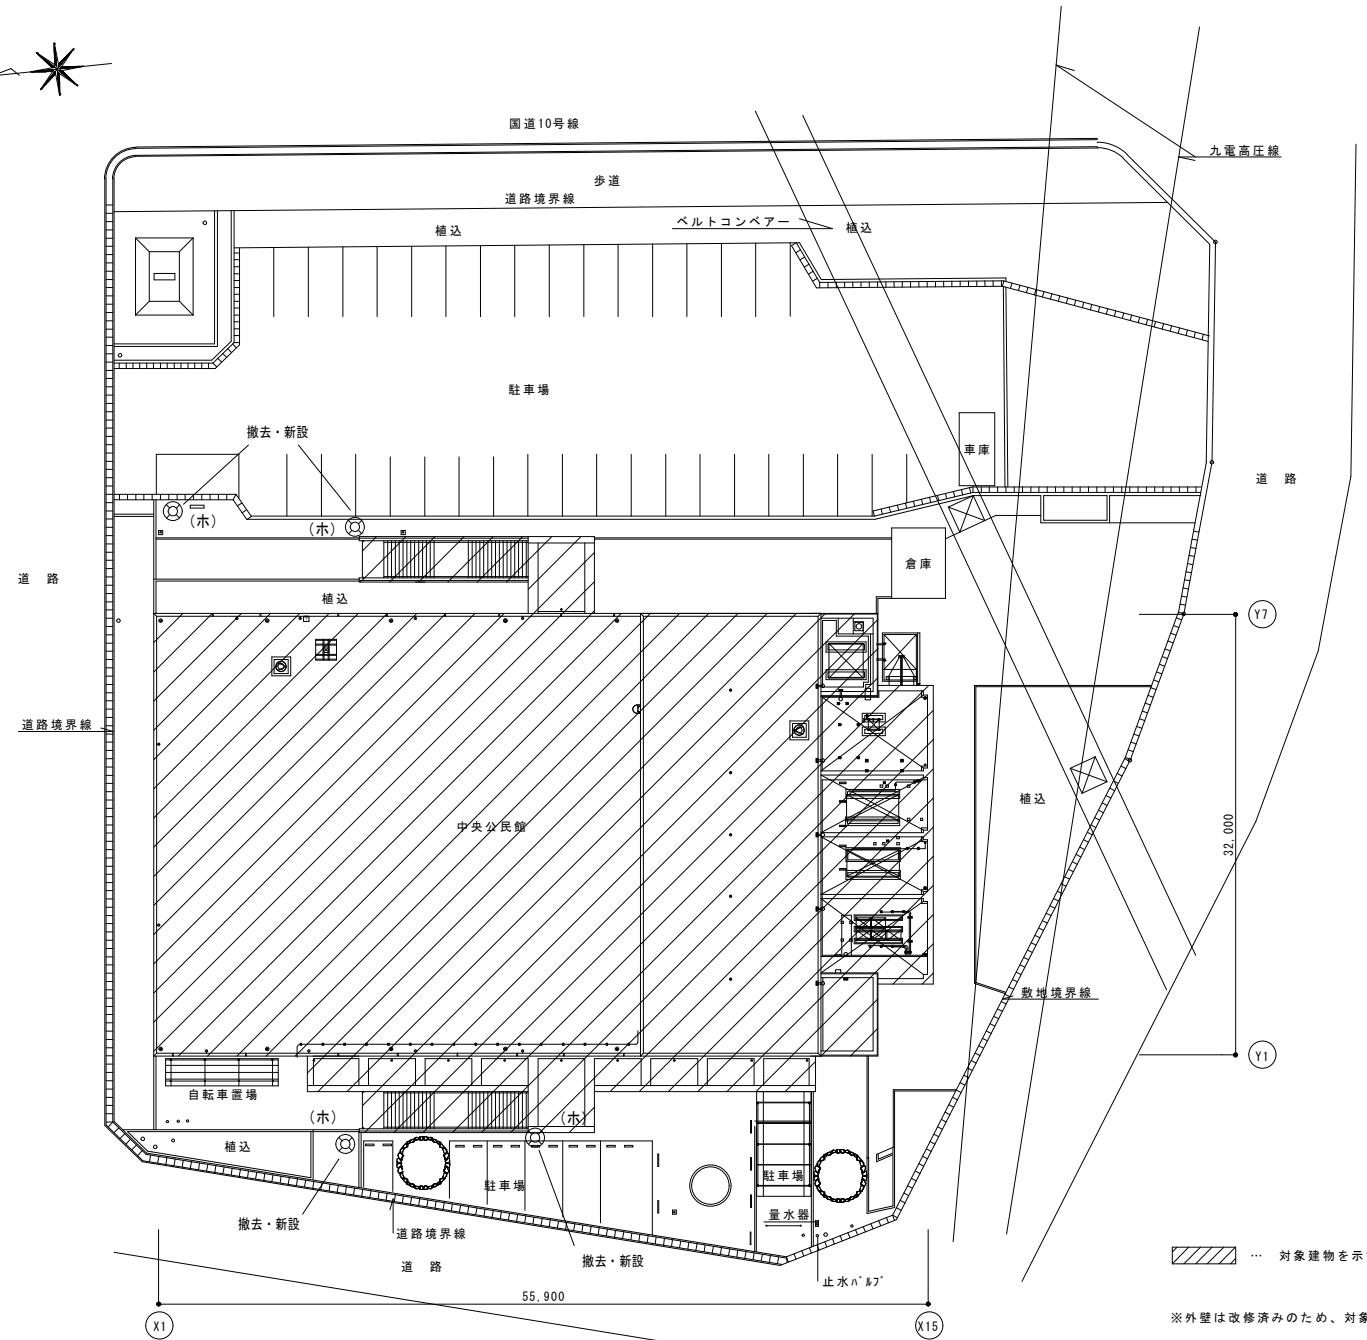 国道10号線
九電高圧線
歩道
道路境界線
ベルトコンベアー
植込
植込
駐車場
撤去・新設
車庫
道 路
(ホ)
(ホ)
倉庫
道 路
植込
Y7
道路境界線
植込
中央公民館
32,000
敷地境界線
Y1
自転車置場
(ホ)
(ホ)
植込
駐車場
駐車場
量水器
撤去・新設
道路境界線
撤去・新設
道 路
止水バルブ
… 対象建物を示
55,900
X1
X15
※外壁は改修済みのため、対象